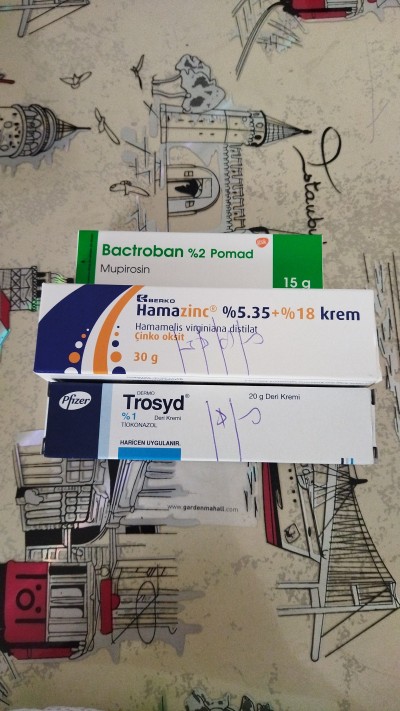 Istanbul
Bactroban %2 Pomad
Mupirosin
15 g
BERKO
Hamazinc® %5.35+%18 krem
Hamamelis virginiana distilat
Çinko oksit
30 g
Pfizer
DERMO
Trosyd®
%1 Deri Kremi
TİOKONAZOL
20 g Deri Kremi
HARİCEN UYGULANIR.
www.gardenmahall.com